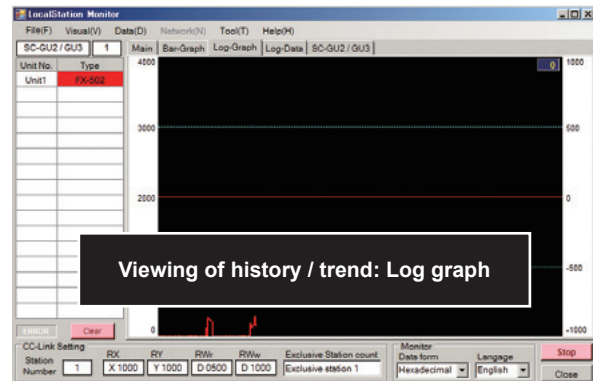 LocalStation Monitor
File(F) Visual(V) Data(D) Network(N) Tool(T) Help(H)
SC-GU2 / GU3 1 Main Bar-Graph Log-Graph Log-Data SC-GU2 / GU3
Unit No. Type
Unit1 FX-502
4000 0 1000
3000 500
2000 0
Viewing of history / trend: Log graph
-500
0 -1000
ERROR Clear
CC-Link Setting
Station Number 1
RX RY RWr RWw Exclusive Station count
X 1000 Y 1000 D 0500 D 1000 Exclusive station 1
Monitor
Data form Langage
Hexadecimal English
Stop
Close